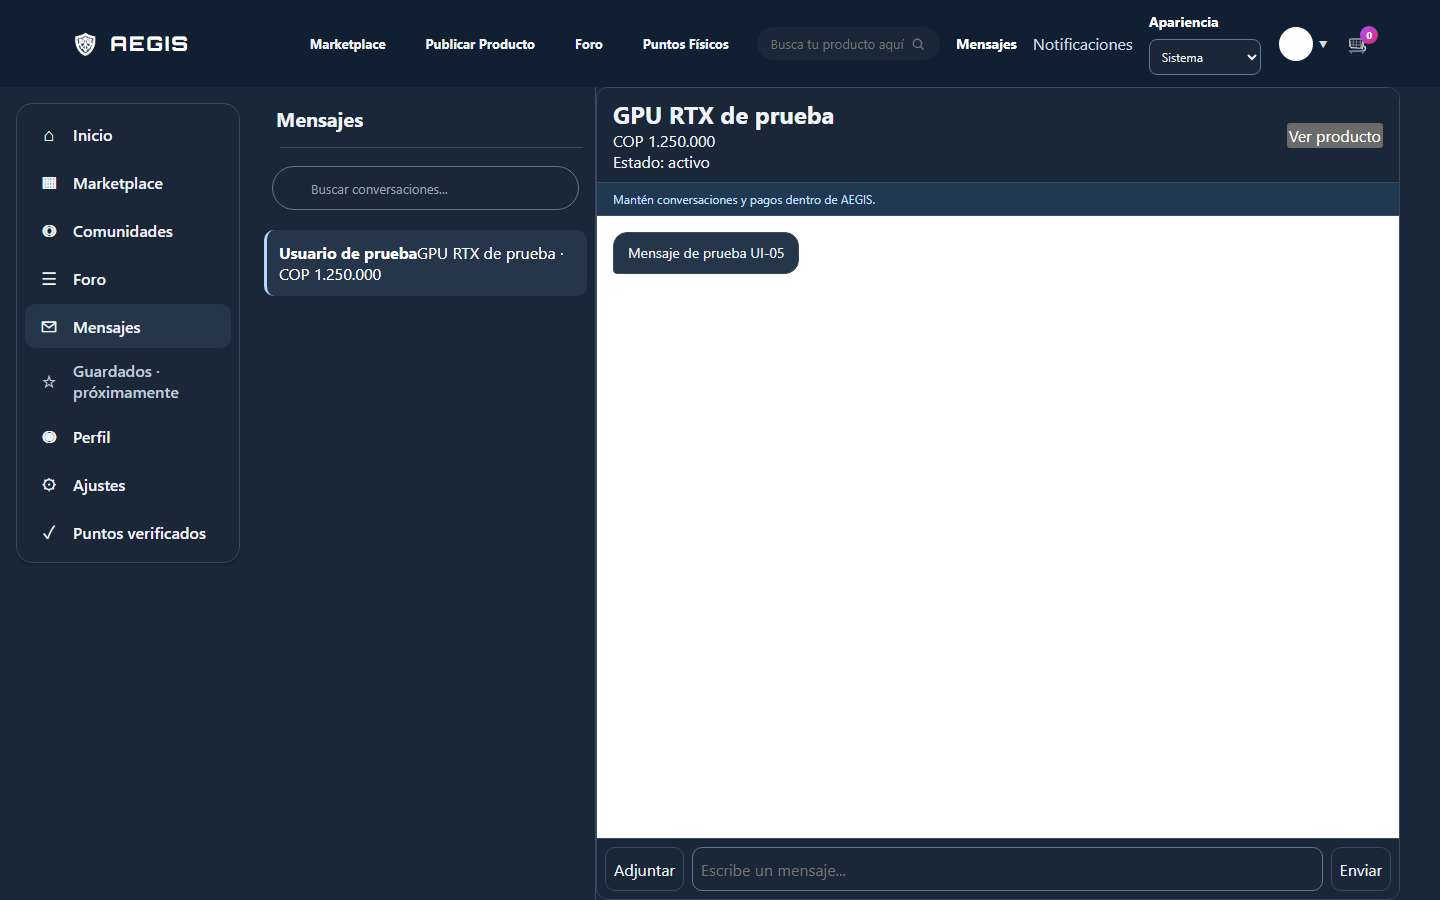 AEGIS
Marketplace
Publicar Producto
Foro
Puntos Físicos
Busca tu producto aquí
Mensajes
Notificaciones
Apariencia
Sistema
0
Inicio
Marketplace
Comunidades
Foro
Mensajes
Guardados ·
próximamente
Perfil
Ajustes
Puntos verificados
Mensajes
Buscar conversaciones...
Usuario de pruebaGPU RTX de prueba ·
COP 1.250.000
GPU RTX de prueba
COP 1.250.000
Estado: activo
Ver producto
Mantén conversaciones y pagos dentro de AEGIS.
Mensaje de prueba UI-05
Adjuntar
Escribe un mensaje...
Enviar